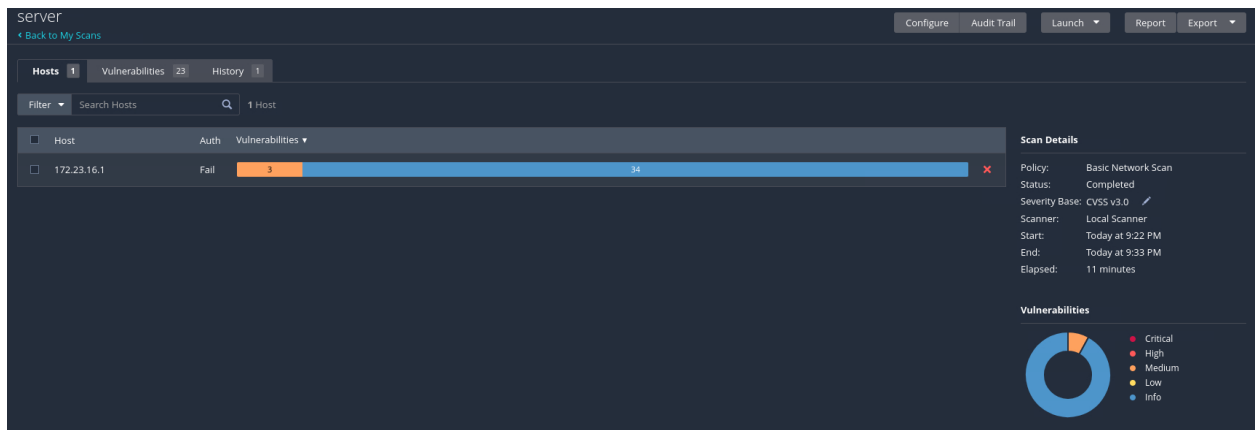 server
Back to My Scans
Configure Audit Trail Launch Report Export
Hosts 1 Vulnerabilities 23 History 1
Filter Search Hosts 1 Host
Host Auth Vulnerabilities
172.23.16.1 Fail 3 34
Scan Details
Policy: Basic Network Scan
Status: Completed
Severity Base: CVSS v3.0
Scanner: Local Scanner
Start: Today at 9:22 PM
End: Today at 9:33 PM
Elapsed: 11 minutes
Vulnerabilities
Critical
High
Medium
Low
Info